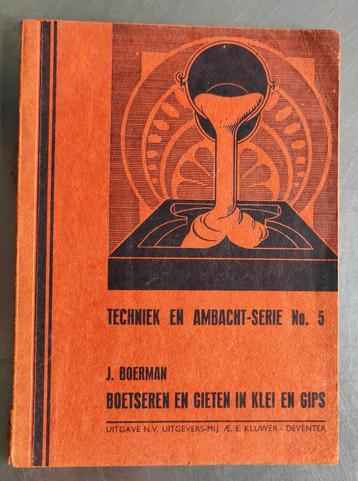 TECHNIEK EN AMBACHT-SERIE No. 5
J. BOERMAN
BOETSEREN EN GIETEN IN KLEI EN GIPS
UITGAVE N.V. UITGEVERS-MIJ. Æ. E. KLUWER - DEVENTER